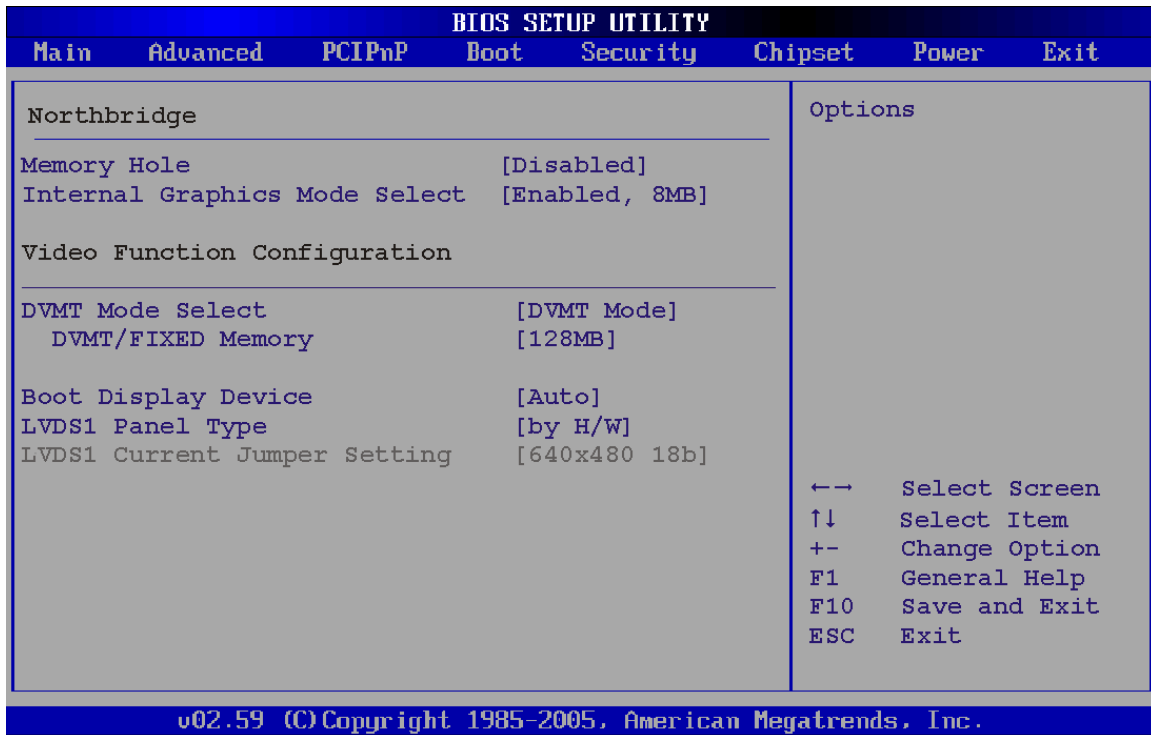 BIOS SETUP UTILITY
Main Advanced PCIPnP Boot Security Chipset Power Exit
Northbridge
Memory Hole [Disabled]
Internal Graphics Mode Select [Enabled, 8MB]
Video Function Configuration
DVMT Mode Select [DVMT Mode]
DVMT/FIXED Memory [128MB]
Boot Display Device [Auto]
LVDS1 Panel Type [by H/W]
LVDS1 Current Jumper Setting [640x480 18b]
Options
←→ Select Screen
↑↓ Select Item
+- Change Option
F1 General Help
F10 Save and Exit
ESC Exit
v02.59 (C)Copyright 1985-2005, American Megatrends, Inc.